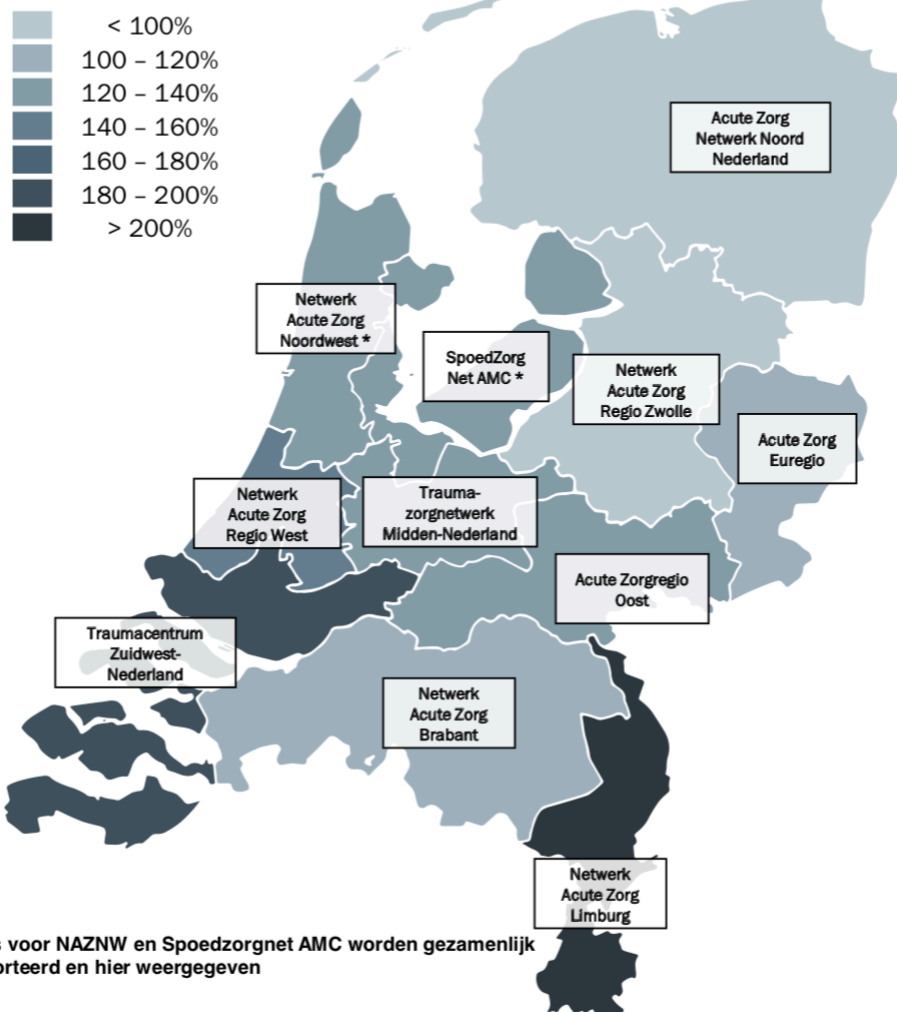 < 100%
100 – 120%
120 – 140%
140 – 160%
160 – 180%
180 – 200%
> 200%
Acute Zorg
Netwerk Noord
Nederland
Netwerk
Acute Zorg
Noordwest *
SpoedZorg
Net AMC *
Netwerk
Acute Zorg
Regio Zwolle
Acute Zorg
Euregio
Netwerk
Acute Zorg
Regio West
Trauma-
zorgnetwerk
Midden-Nederland
Acute Zorgregio
Oost
Traumacentrum
Zuidwest-
Nederland
Netwerk
Acute Zorg
Brabant
Netwerk
Acute Zorg
Limburg
voor NAZNW en Spoedzorgnet AMC worden gezamenlijk
en hier weergegeven